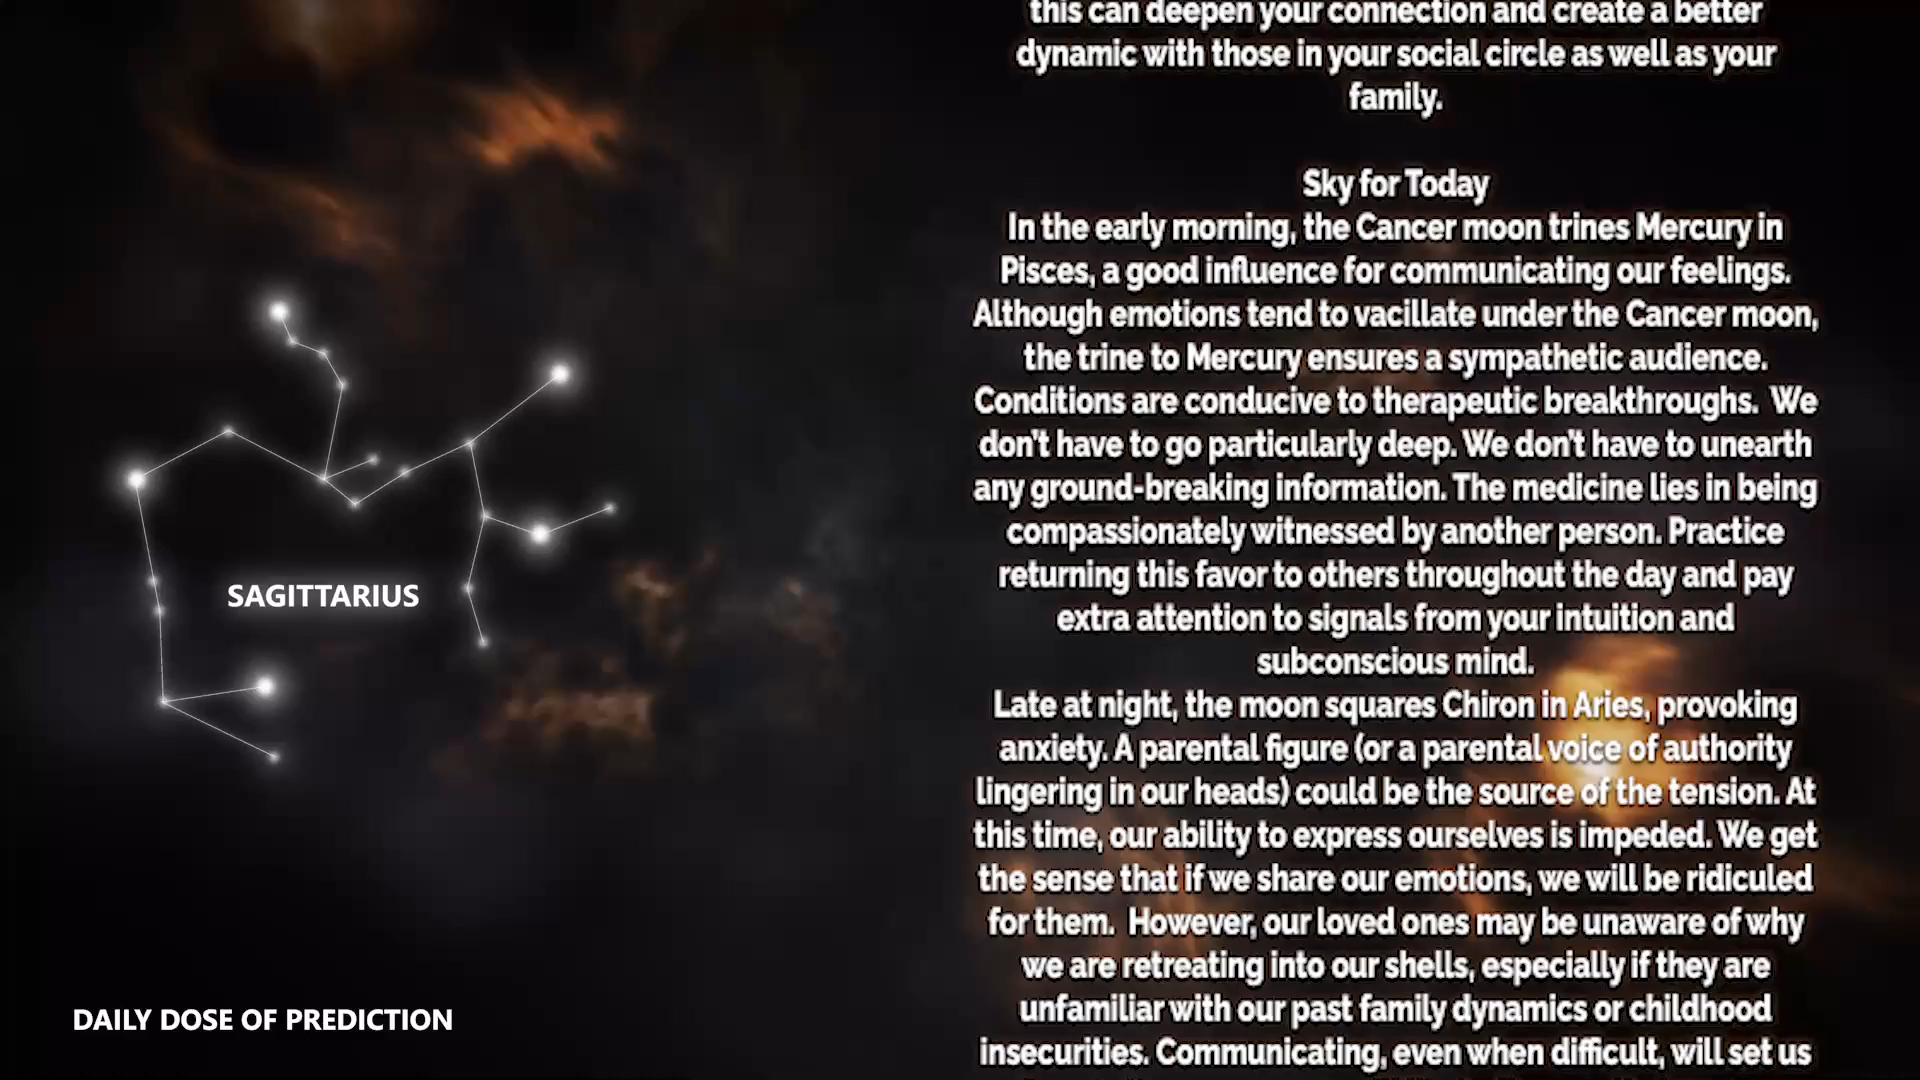 this can deepen your connection and create a better
dynamic with those in your social circle as well as your
family.
Sky for Today
In the early morning, the Cancer moon trines Mercury in
Pisces, a good influence for communicating our feelings.
Although emotions tend to vacillate under the Cancer moon,
the trine to Mercury ensures a sympathetic audience.
Conditions are conducive to therapeutic breakthroughs.  We
don't have to go particularly deep. We don't have to unearth
any ground-breaking information. The medicine lies in being
compassionately witnessed by another person. Practice
returning this favor to others throughout the day and pay
extra attention to signals from your intuition and
subconscious mind.
Late at night, the moon squares Chiron in Aries, provoking
anxiety. A parental figure (or a parental voice of authority
lingering in our heads) could be the source of the tension. At
this time, our ability to express ourselves is impeded. We get
the sense that if we share our emotions, we will be ridiculed
for them.  However, our loved ones may be unaware of why
we are retreating into our shells, especially if they are
unfamiliar with our past family dynamics or childhood
insecurities. Communicating, even when difficult, will set us
SAGITTARIUS
DAILY DOSE OF PREDICTION